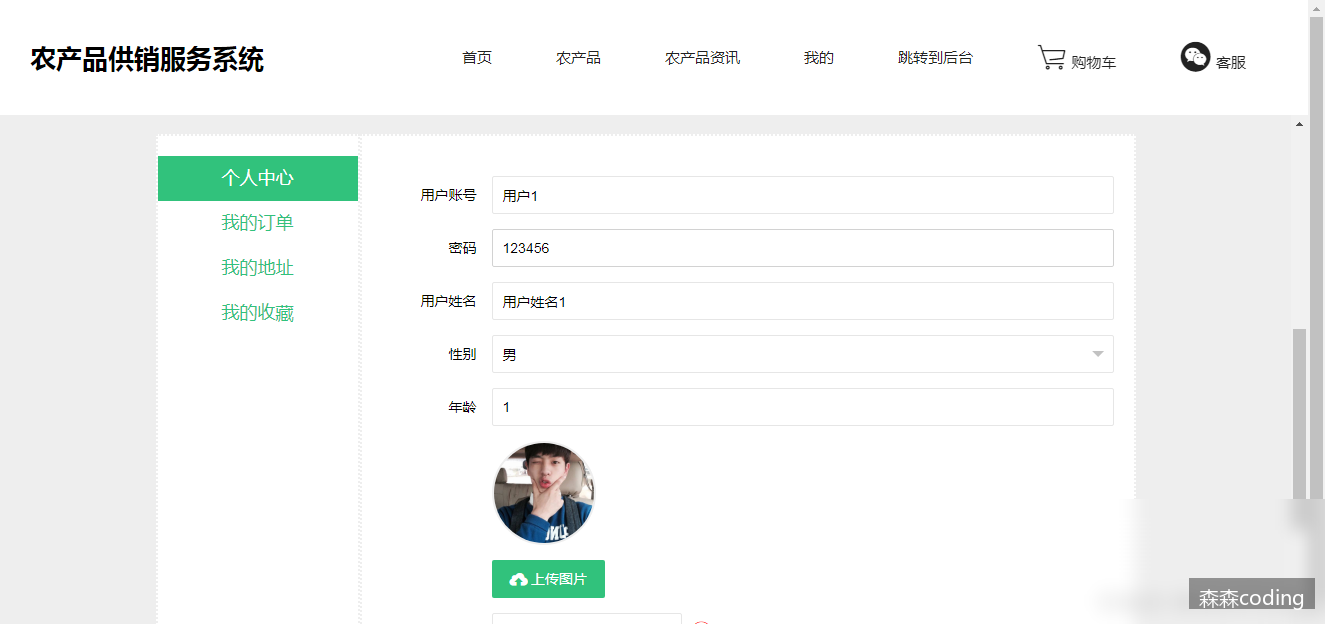 农产品供销服务系统
首页 农产品 农产品资讯 我的 跳转到后台 购物车 客服
个人中心
我的订单
我的地址
我的收藏
用户账号 用户1
密码 123456
用户姓名 用户姓名1
性别 男
年龄 1
上传图片
森森coding